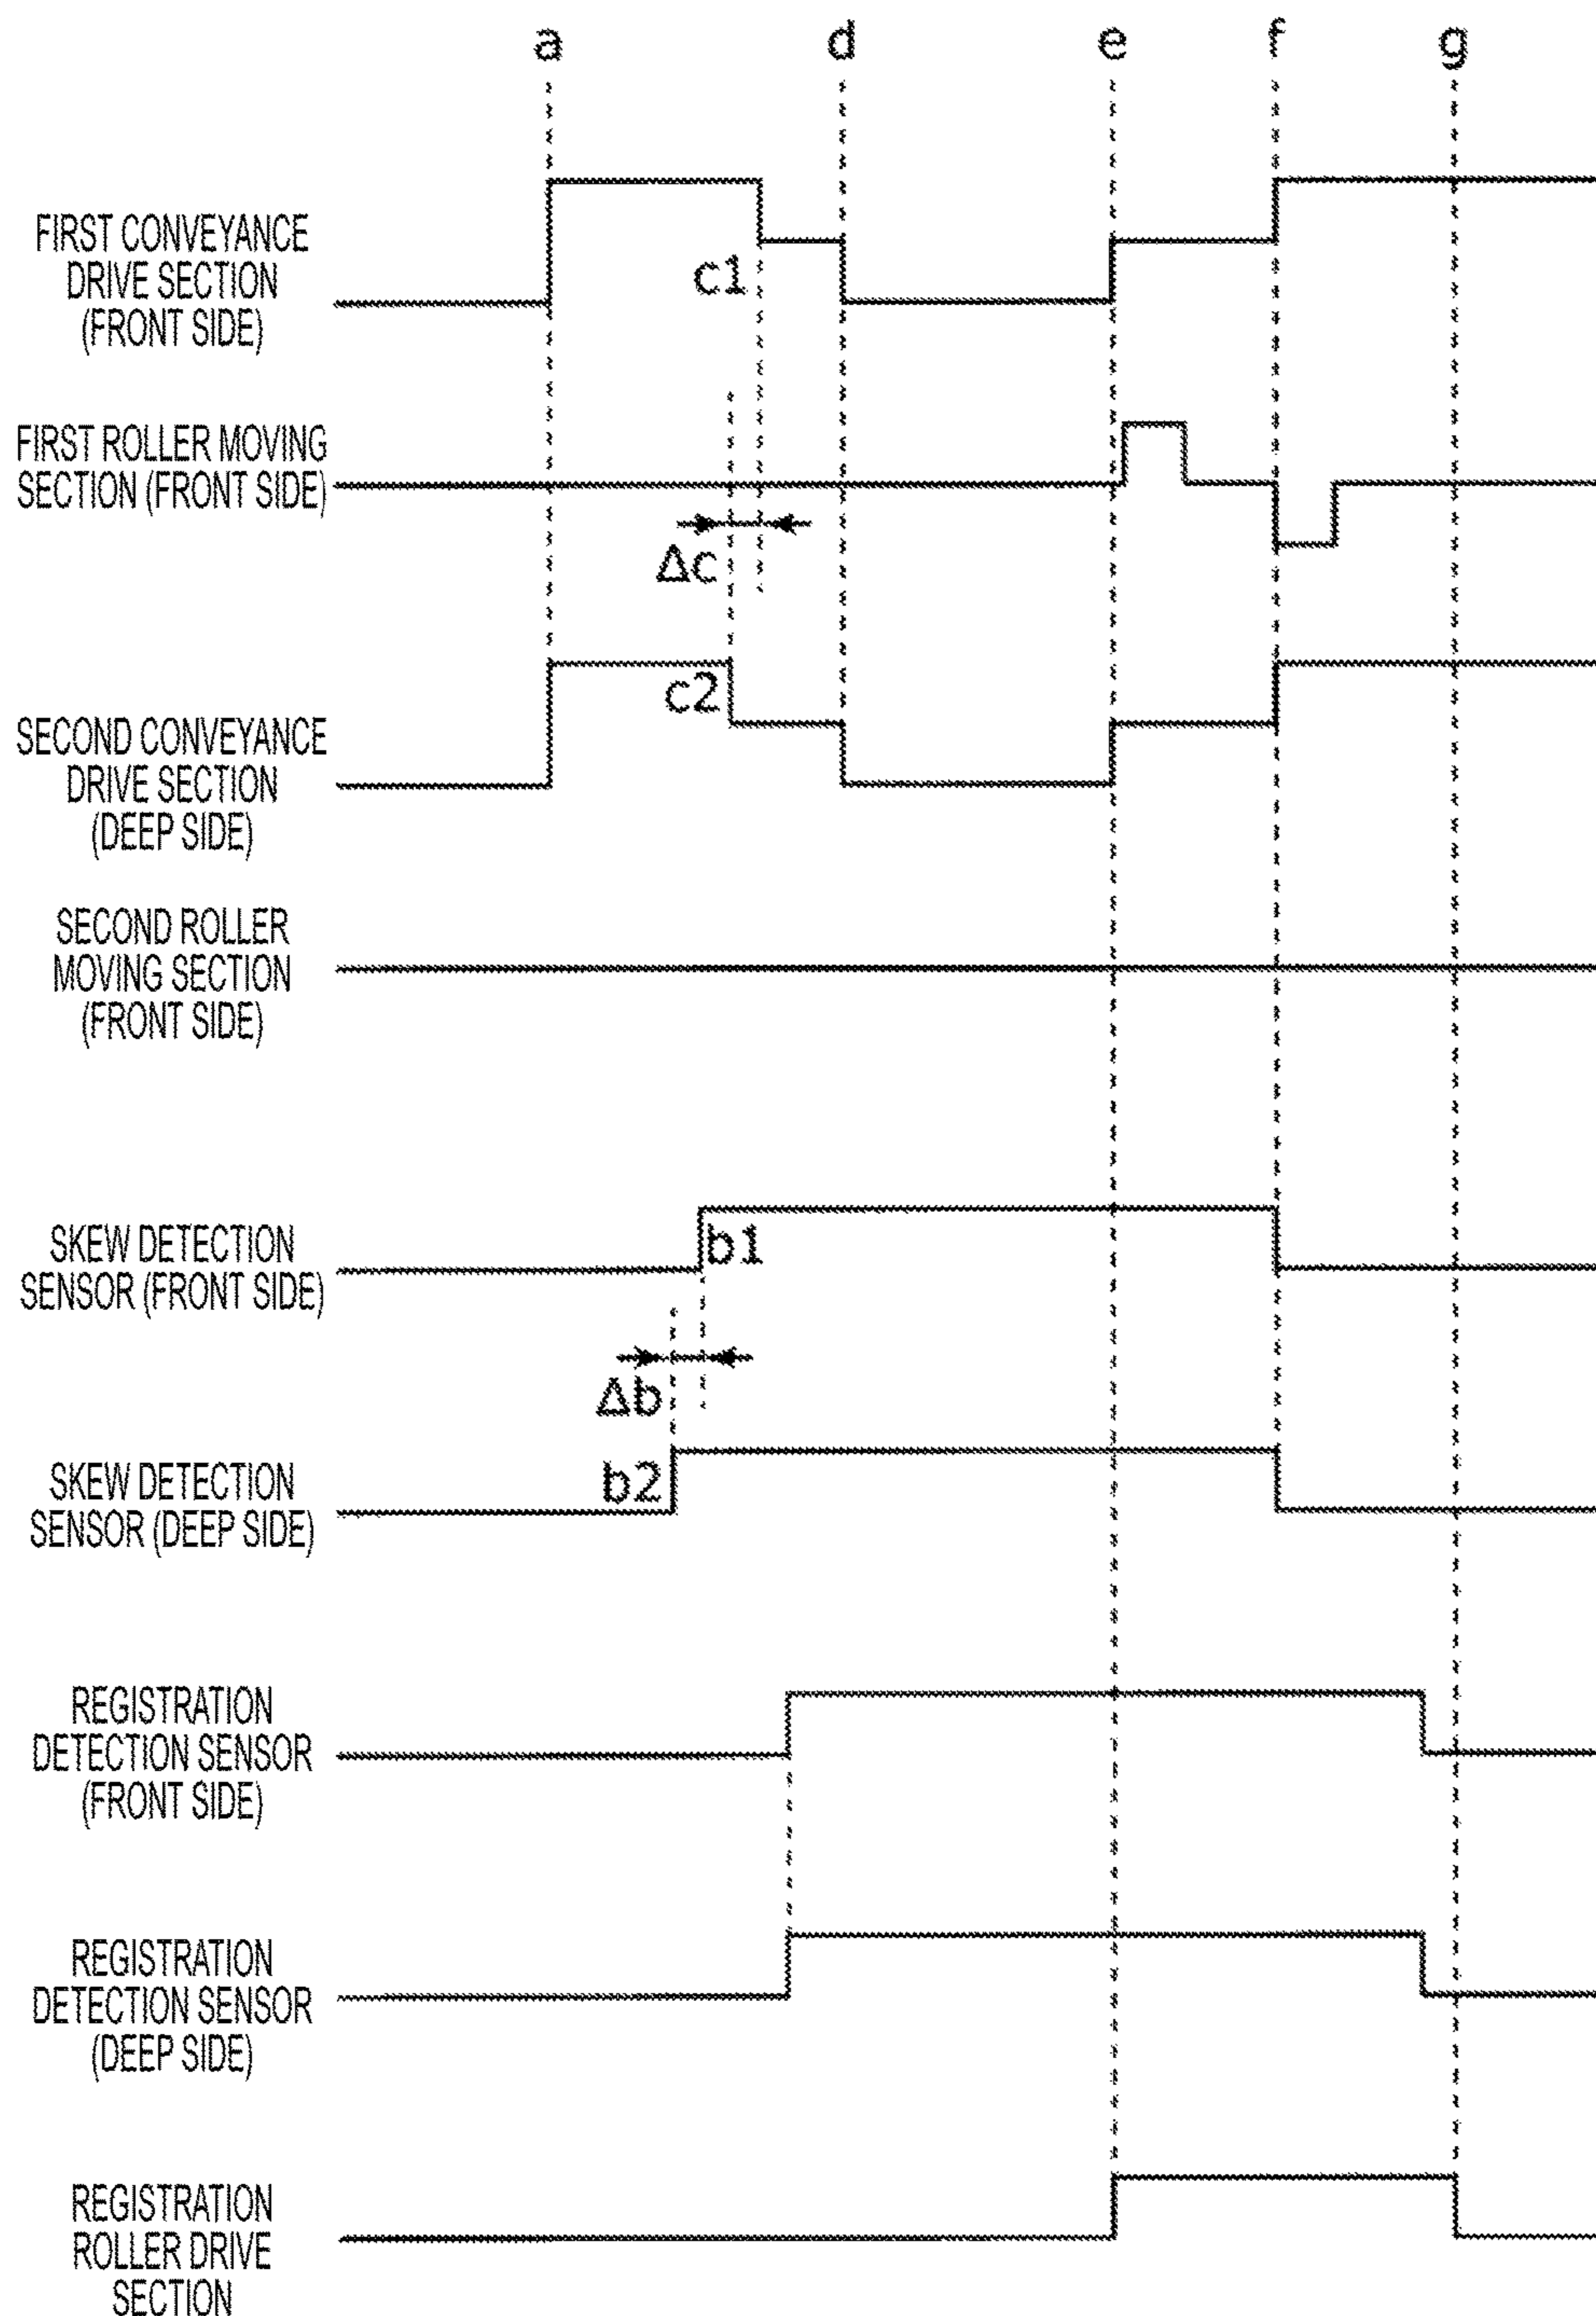 a d e f g
FIRST CONVEYANCE
DRIVE SECTION
(FRONT SIDE)
c1
FIRST ROLLER MOVING
SECTION (FRONT SIDE)
Δc
c2
SECOND CONVEYANCE
DRIVE SECTION
(DEEP SIDE)
SECOND ROLLER
MOVING SECTION
(FRONT SIDE)
SKEW DETECTION
SENSOR (FRONT SIDE)
b1
Δb
b2
SKEW DETECTION
SENSOR (DEEP SIDE)
REGISTRATION
DETECTION SENSOR
(FRONT SIDE)
REGISTRATION
DETECTION SENSOR
(DEEP SIDE)
REGISTRATION
ROLLER DRIVE
SECTION